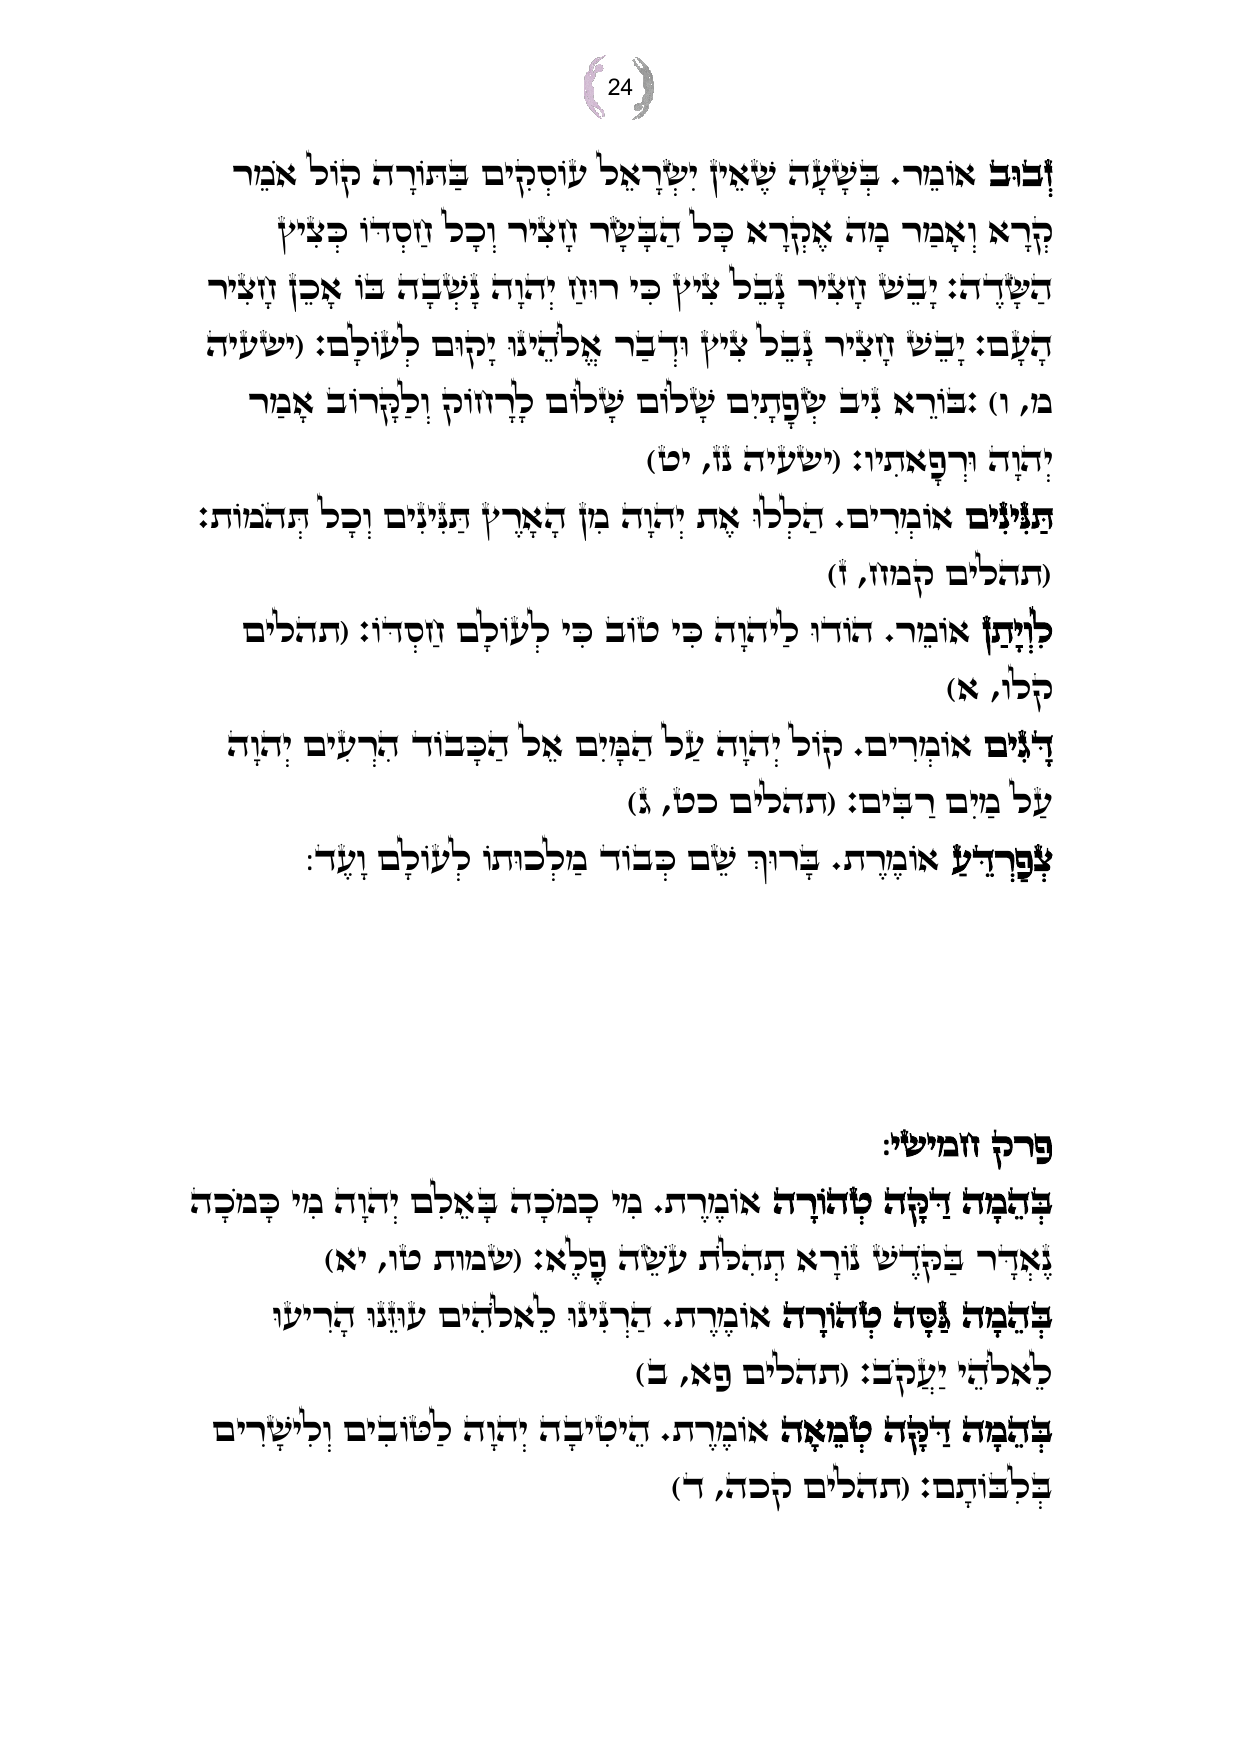 24
זְבוּב אוֹמֵר. בְּשָׁעָה שֶׁאֵין יִשְׂרָאֵל עוֹסְקִים בַּתּוֹרָה קוֹל אֹמֵר
קְרָא וְאָמַר מָה אֶקְרָא כָּל הַבָּשָׂר חָצִיר וְכָל חַסְדּוֹ כְּצִיץ
הַשָּׂדֶה: יָבֵשׁ חָצִיר נָבֵל צִיץ כִּי רוּחַ יְהוָה נָשְׁבָה בּוֹ אָכֵן חָצִיר
הָעָם: יָבֵשׁ חָצִיר נָבֵל צִיץ וּדְבַר אֱלֹהֵינוּ יָקוּם לְעוֹלָם: (ישעיה
מ, ו) :בּוֹרֵא נִיב שְׂפָתָיִם שָׁלוֹם שָׁלוֹם לָרָחוֹק וְלַקָּרוֹב אָמַר
יְהוָה וּרְפָאתִיו: (ישעיה נז, יט)
תַּנִּינִים אוֹמְרִים. הַלְלוּ אֶת יְהוָה מִן הָאָרֶץ תַּנִּינִים וְכָל תְּהֹמוֹת:
(תהלים קמח, ז)
לִוְיָתַן אוֹמֵר. הוֹדוּ לַיהוָה כִּי טוֹב כִּי לְעוֹלָם חַסְדּוֹ: (תהלים
קלו, א)
דָּגִים אוֹמְרִים. קוֹל יְהוָה עַל הַמָּיִם אֵל הַכָּבוֹד הִרְעִים יְהוָה
עַל מַיִם רַבִּים: (תהלים כט, ג)
צְפַרְדֵּעַ אוֹמֶרֶת. בָּרוּךְ שֵׁם כְּבוֹד מַלְכוּתוֹ לְעוֹלָם וָעֶד:
פרק חמישי:
בְּהֵמָה דַּקָּה טְהוֹרָה אוֹמֶרֶת. מִי כָמֹכָה בָּאֵלִם יְהוָה מִי כָּמֹכָה
נֶאְדָּר בַּקֹּדֶשׁ נוֹרָא תְהִלֹּת עֹשֵׂה פֶלֶא: (שמות טו, יא)
בְּהֵמָה גַּסָּה טְהוֹרָה אוֹמֶרֶת. הַרְנִינוּ לֵאלֹהִים עוּזֵּנוּ הָרִיעוּ
לֵאלֹהֵי יַעֲקֹב: (תהלים פא, ב)
בְּהֵמָה דַּקָּה טְמֵאָה אוֹמֶרֶת. הֵיטִיבָה יְהוָה לַטּוֹבִים וְלִישָׁרִים
בְּלִבּוֹתָם: (תהלים קכה, ד)